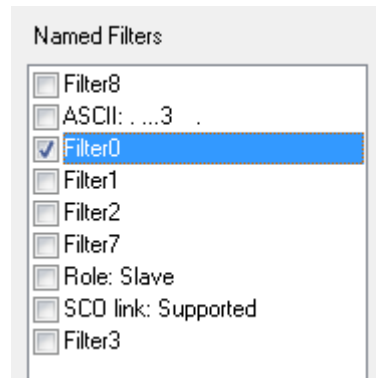 Named Filters
Filter8
ASCII: . ...3 .
Filter0
Filter1
Filter2
Filter7
Role: Slave
SCO link: Supported
Filter3